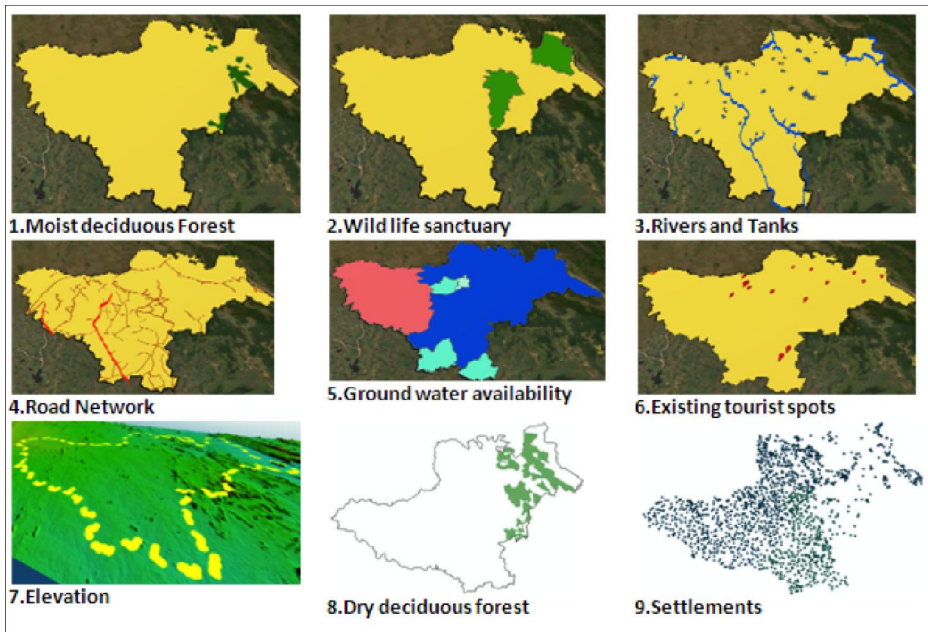 1.Moist deciduous Forest
2.Wild life sanctuary
3.Rivers and Tanks
4.Road Network
5.Ground water availability
6.Existing tourist spots
7.Elevation
8.Dry deciduous forest
9.Settlements